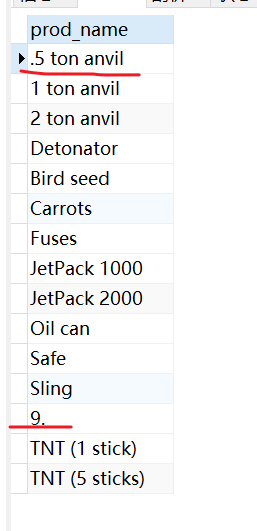 prod_name
.5 ton anvil
1 ton anvil
2 ton anvil
Detonator
Bird seed
Carrots
Fuses
JetPack 1000
JetPack 2000
Oil can
Safe
Sling
9.
TNT (1 stick)
TNT (5 sticks)